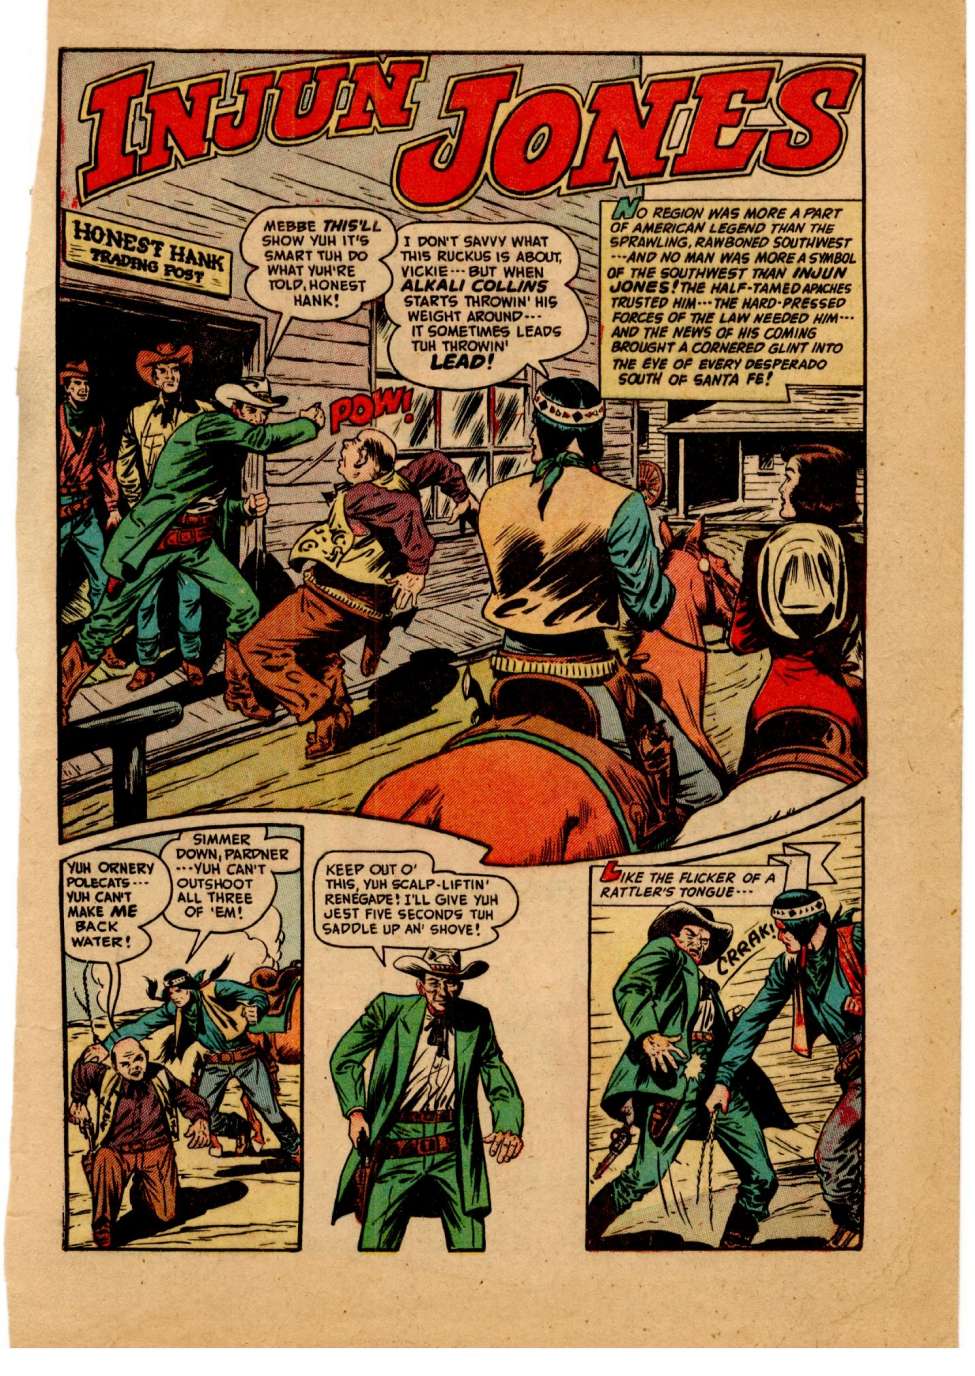 INJUN JONES
HONEST HANK
TRADING POST
MEBBE THIS'LL
SHOW YUH IT'S
SMART TUH DO
WHAT YUH'RE
TOLD, HONEST
HANK!
I DON'T SAVVY WHAT
THIS RUCKUS IS ABOUT,
VICKIE--- BUT WHEN
ALKALI COLLINS
STARTS THROWIN' HIS
WEIGHT AROUND---
IT SOMETIMES LEADS
TUH THROWIN'
LEAD!
NO REGION WAS MORE A PART
OF AMERICAN LEGEND THAN THE
SPRAWLING, RAWBONED SOUTHWEST
---AND NO MAN WAS MORE A SYMBOL
OF THE SOUTHWEST THAN INJUN
JONES! THE HALF-TAMED APACHES
TRUSTED HIM---THE HARD-PRESSED
FORCES OF THE LAW NEEDED HIM---
AND THE NEWS OF HIS COMING
BROUGHT A CORNERED GLINT INTO
THE EYE OF EVERY DESPERADO
SOUTH OF SANTA FE!
POW!
YUH ORNERY
POLECATS---
YUH CAN'T
MAKE ME
BACK
WATER!
SIMMER
DOWN, PARDNER
---YUH CAN'T
OUTSHOOT
ALL THREE
OF 'EM!
KEEP OUT O'
THIS, YUH SCALP-LIFTIN'
RENEGADE! I'LL GIVE YUH
JEST FIVE SECONDS TUH
SADDLE UP AN' SHOVE!
LIKE THE FLICKER OF A
RATTLER'S TONGUE---
CRRAK!